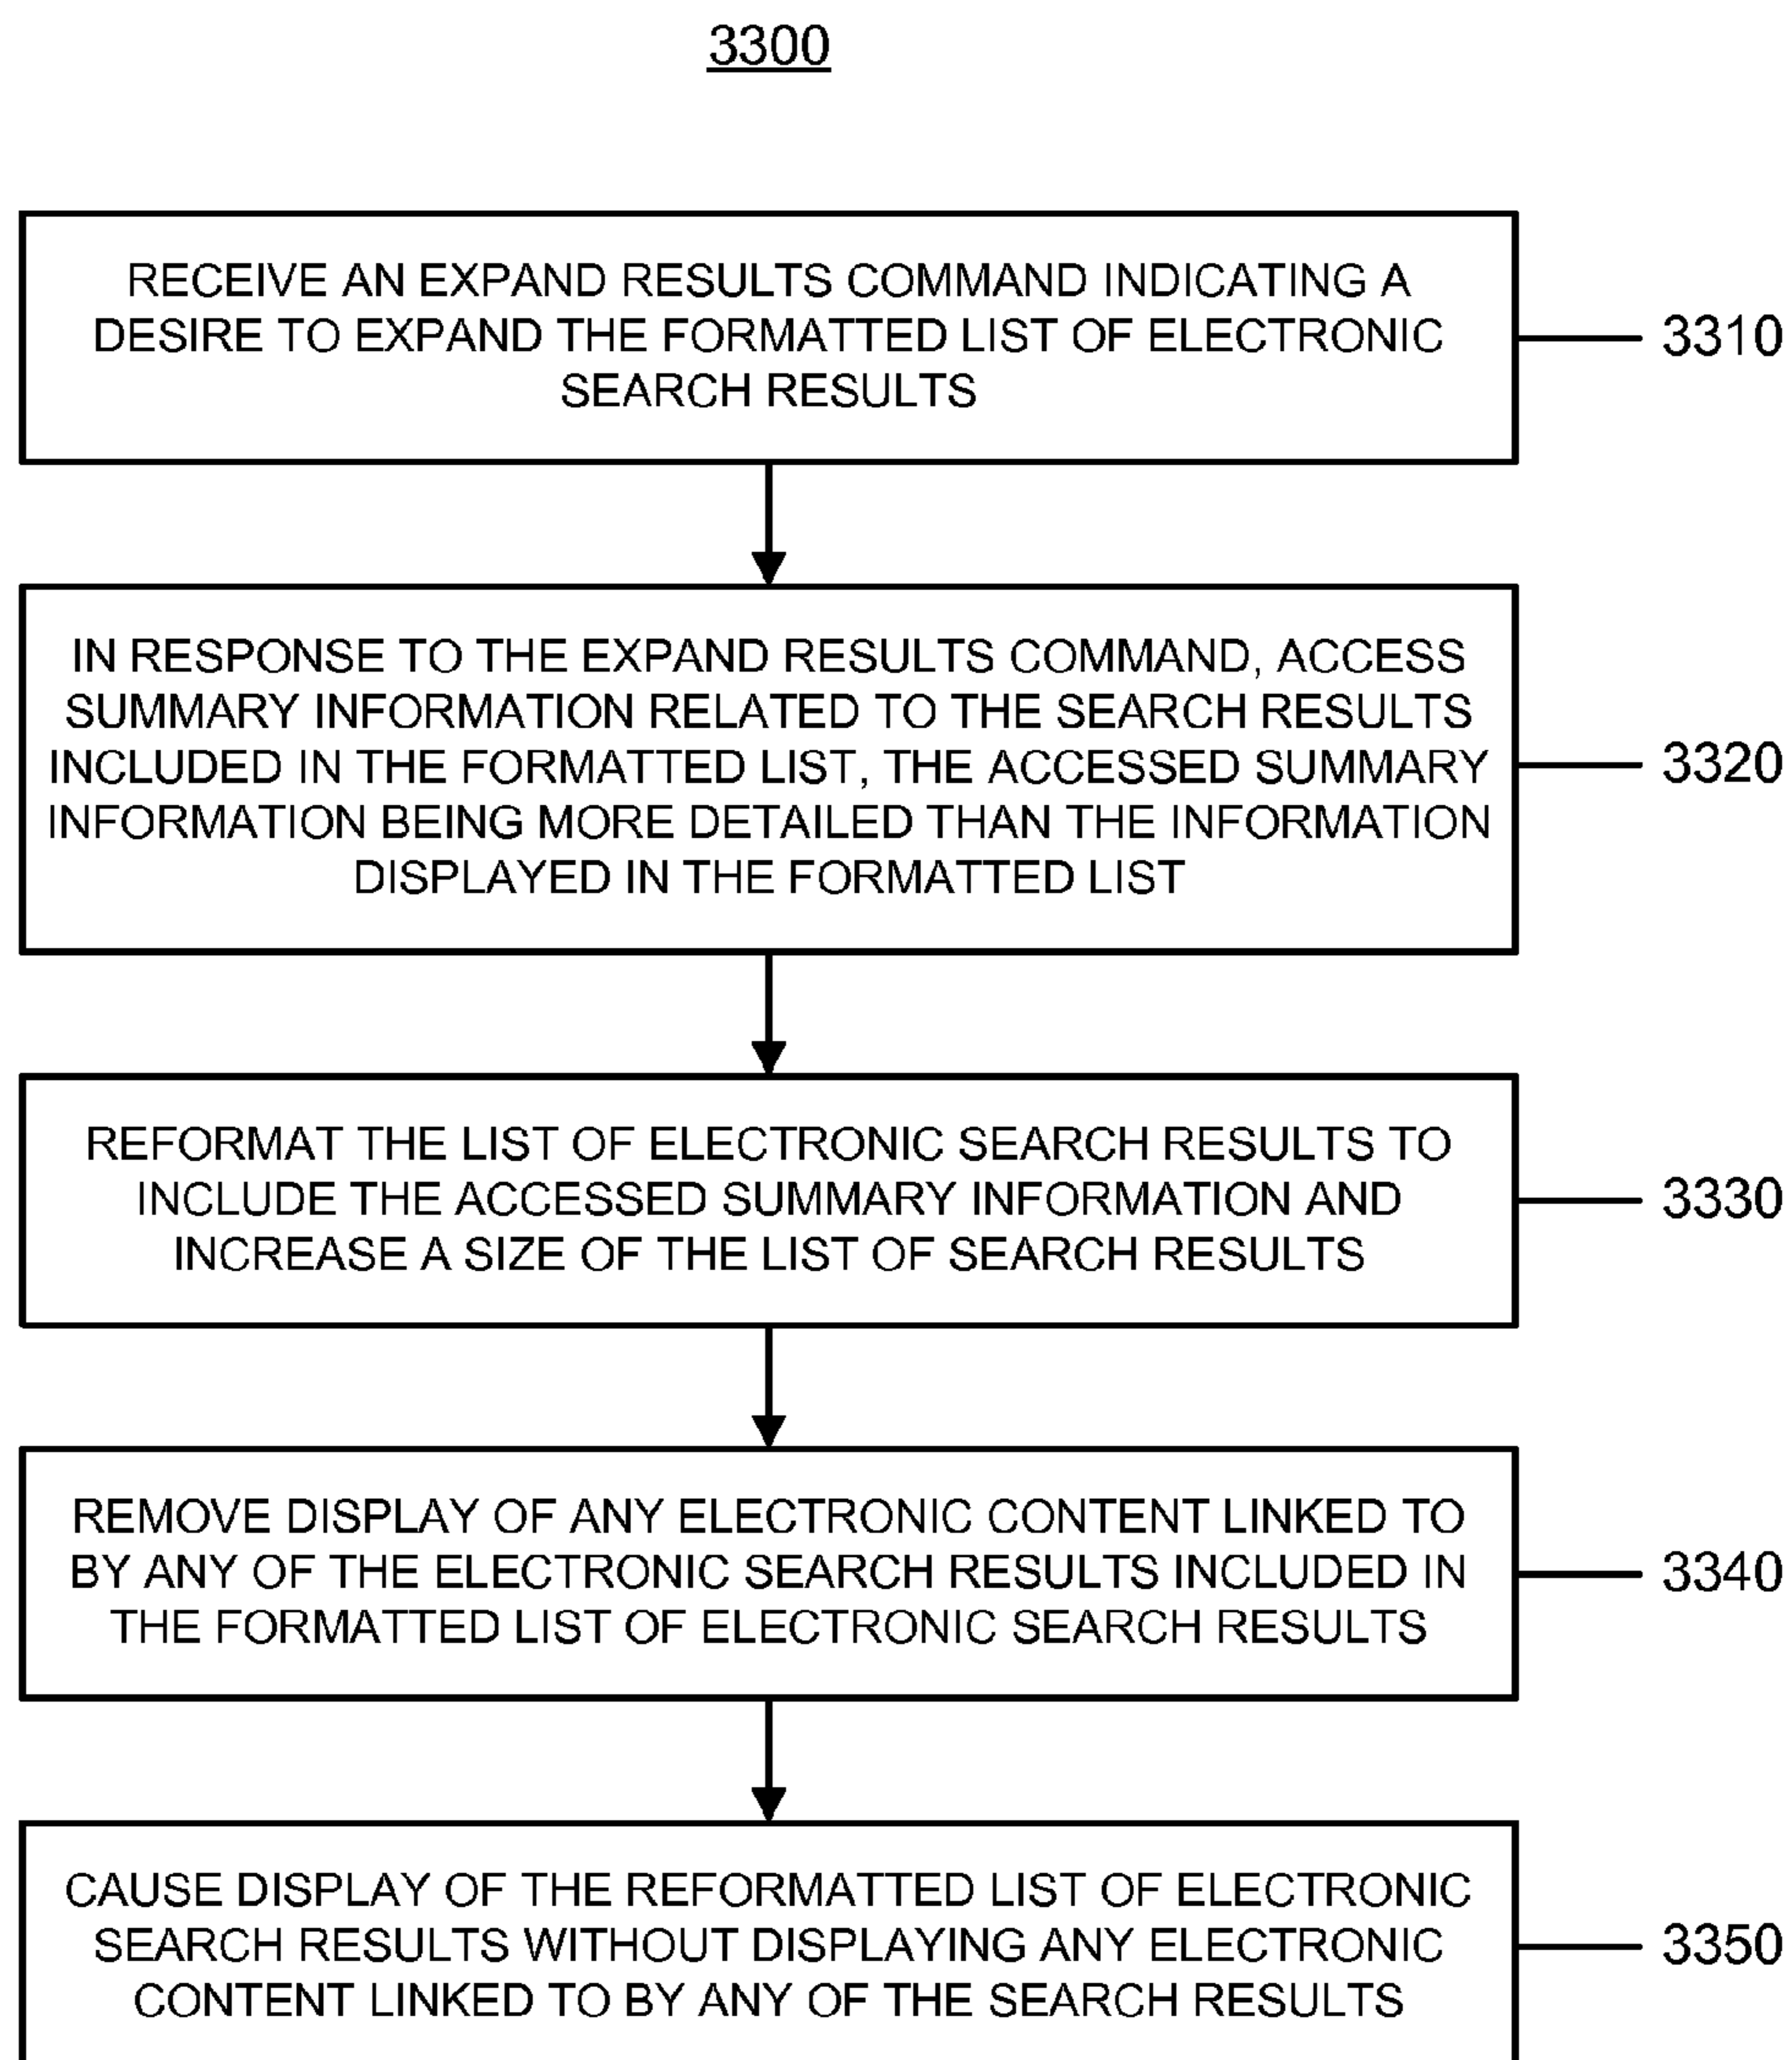 3300
RECEIVE AN EXPAND RESULTS COMMAND INDICATING A
DESIRE TO EXPAND THE FORMATTED LIST OF ELECTRONIC
SEARCH RESULTS
3310
IN RESPONSE TO THE EXPAND RESULTS COMMAND, ACCESS
SUMMARY INFORMATION RELATED TO THE SEARCH RESULTS
INCLUDED IN THE FORMATTED LIST, THE ACCESSED SUMMARY
INFORMATION BEING MORE DETAILED THAN THE INFORMATION
DISPLAYED IN THE FORMATTED LIST
3320
REFORMAT THE LIST OF ELECTRONIC SEARCH RESULTS TO
INCLUDE THE ACCESSED SUMMARY INFORMATION AND
INCREASE A SIZE OF THE LIST OF SEARCH RESULTS
3330
REMOVE DISPLAY OF ANY ELECTRONIC CONTENT LINKED TO
BY ANY OF THE ELECTRONIC SEARCH RESULTS INCLUDED IN
THE FORMATTED LIST OF ELECTRONIC SEARCH RESULTS
3340
CAUSE DISPLAY OF THE REFORMATTED LIST OF ELECTRONIC
SEARCH RESULTS WITHOUT DISPLAYING ANY ELECTRONIC
CONTENT LINKED TO BY ANY OF THE SEARCH RESULTS
3350